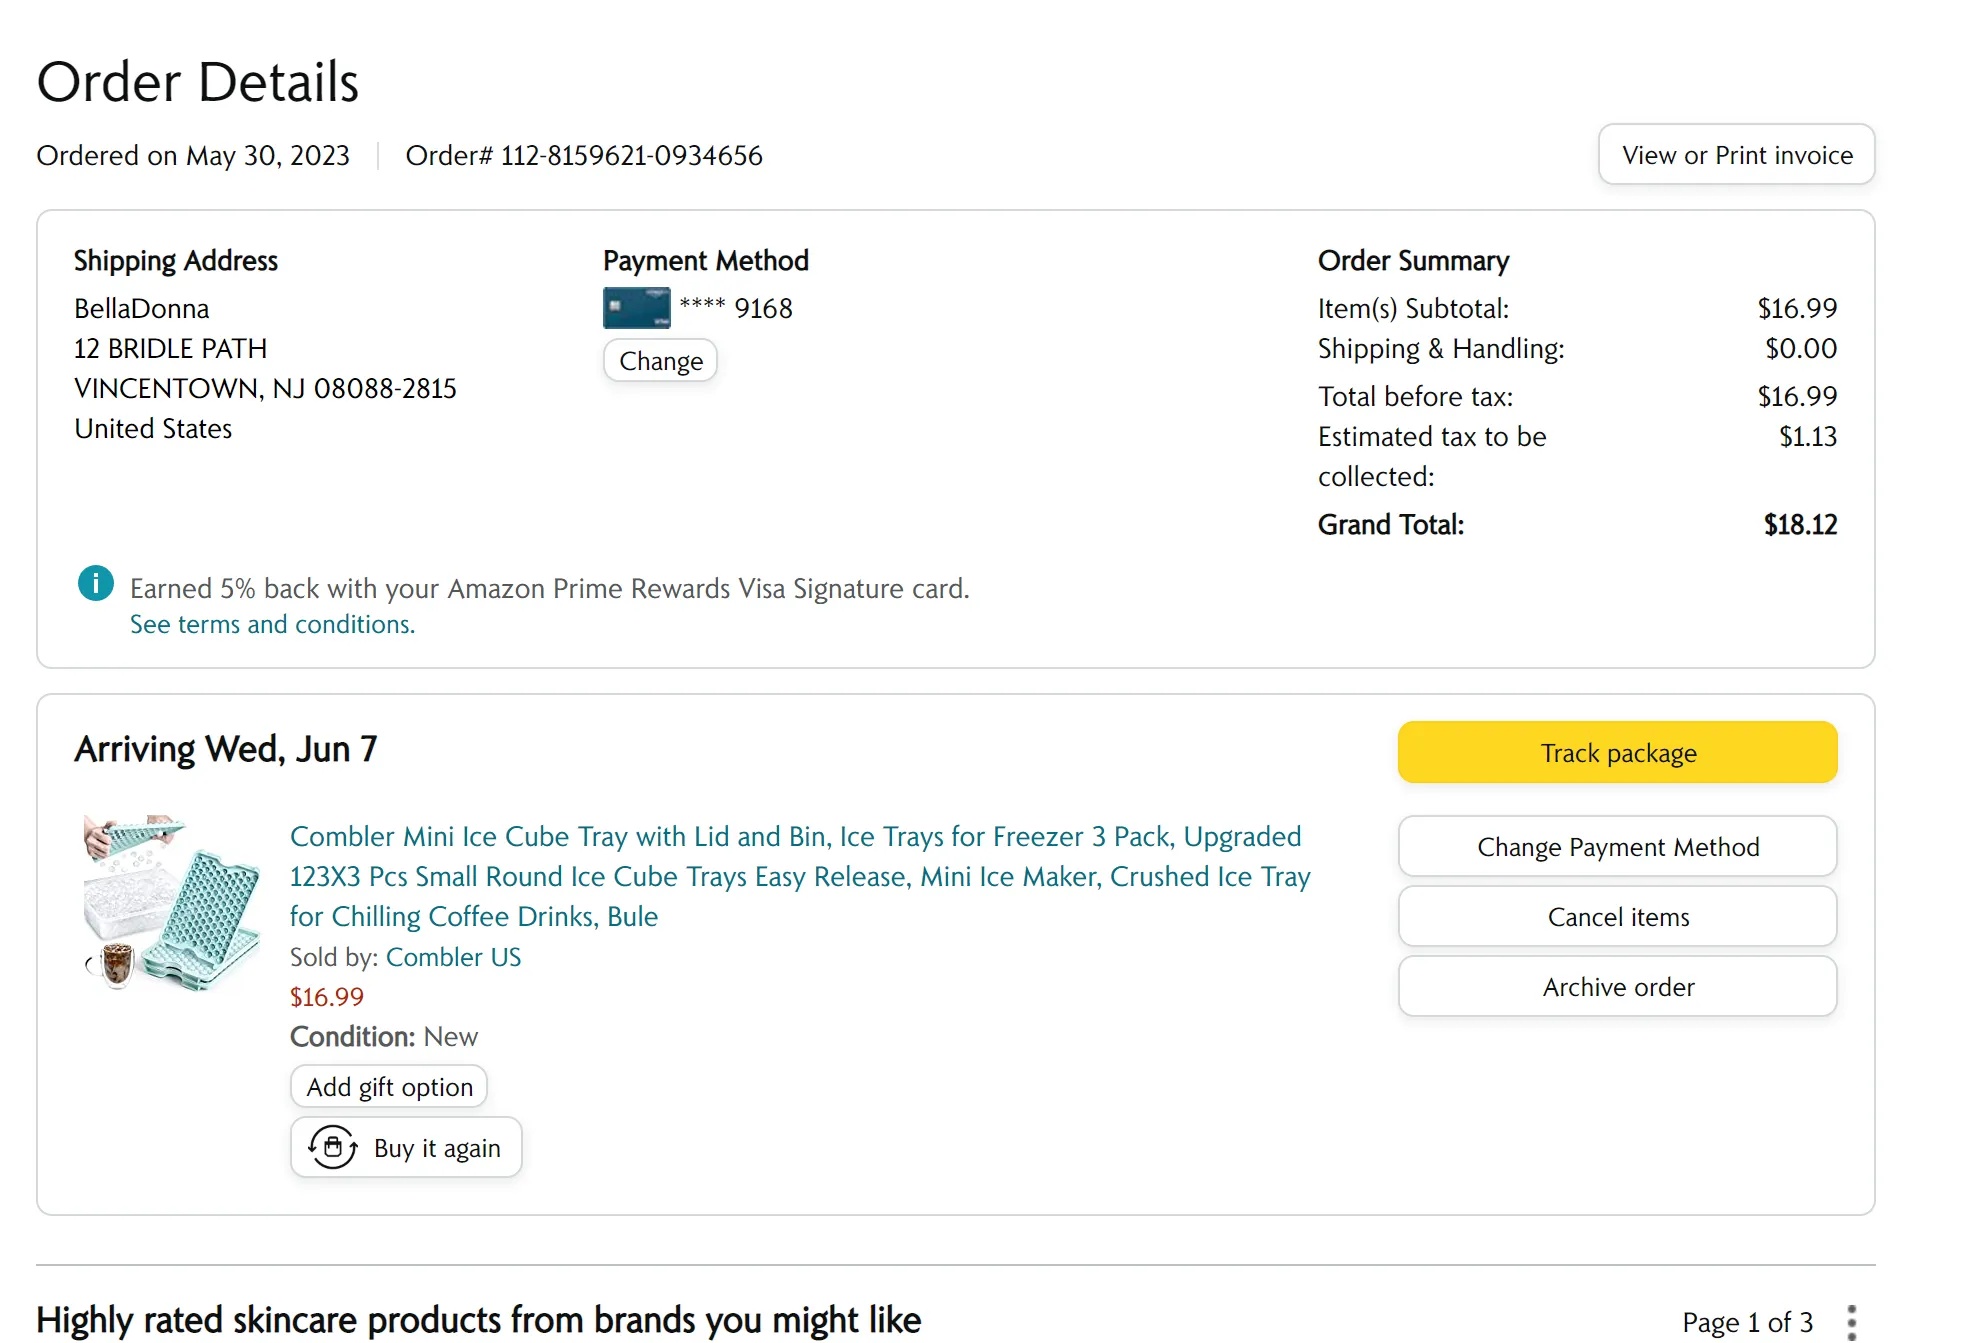 Order Details
Ordered on May 30, 2023
Order# 112-8159621-0934656
View or Print invoice
Shipping Address
BellaDonna
12 BRIDLE PATH
VINCENTOWN, NJ 08088-2815
United States
Payment Method
**** 9168
Change
Order Summary
Item(s) Subtotal: $16.99
Shipping & Handling: $0.00
Total before tax: $16.99
Estimated tax to be $1.13
collected:
Grand Total: $18.12
Earned 5% back with your Amazon Prime Rewards Visa Signature card.
See terms and conditions.
Arriving Wed, Jun 7
Combler Mini Ice Cube Tray with Lid and Bin, Ice Trays for Freezer 3 Pack, Upgraded
123X3 Pcs Small Round Ice Cube Trays Easy Release, Mini Ice Maker, Crushed Ice Tray
for Chilling Coffee Drinks, Bule
Sold by: Combler US
$16.99
Condition: New
Add gift option
Buy it again
Track package
Change Payment Method
Cancel items
Archive order
Highly rated skincare products from brands you might like
Page 1 of 3